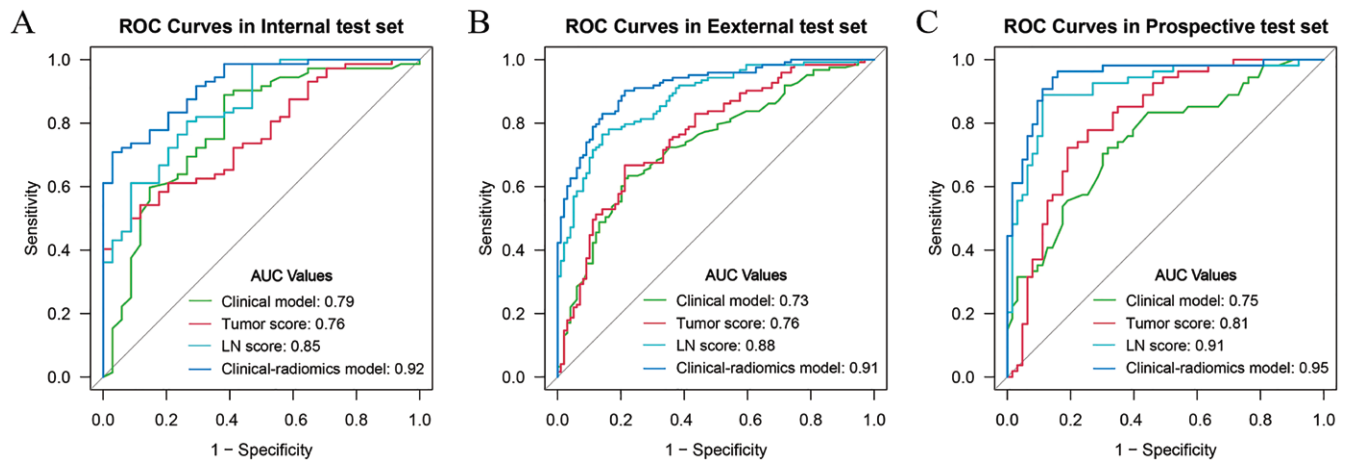 A
ROC Curves in Internal test set
1.0
0.8
0.6
0.4
0.2
0.0
Sensitivity
AUC Values
Clinical model: 0.79
Tumor score: 0.76
LN score: 0.85
Clinical-radiomics model: 0.92
0.0 0.2 0.4 0.6 0.8 1.0
1 − Specificity
B
ROC Curves in Eexternal test set
1.0
0.8
0.6
0.4
0.2
0.0
Sensitivity
AUC Values
Clinical model: 0.73
Tumor score: 0.76
LN score: 0.88
Clinical-radiomics model: 0.91
0.0 0.2 0.4 0.6 0.8 1.0
1 − Specificity
C
ROC Curves in Prospective test set
1.0
0.8
0.6
0.4
0.2
0.0
Sensitivity
AUC Values
Clinical model: 0.75
Tumor score: 0.81
LN score: 0.91
Clinical-radiomics model: 0.95
0.0 0.2 0.4 0.6 0.8 1.0
1 − Specificity